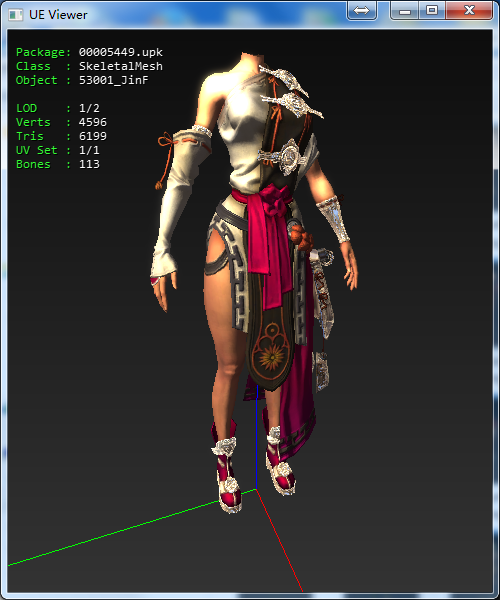 UE Viewer
Package: 00005449.upk
Class : SkeletalMesh
Object : 53001_JinF
LOD : 1/2
Verts : 4596
Tris : 6199
UV Set : 1/1
Bones : 113